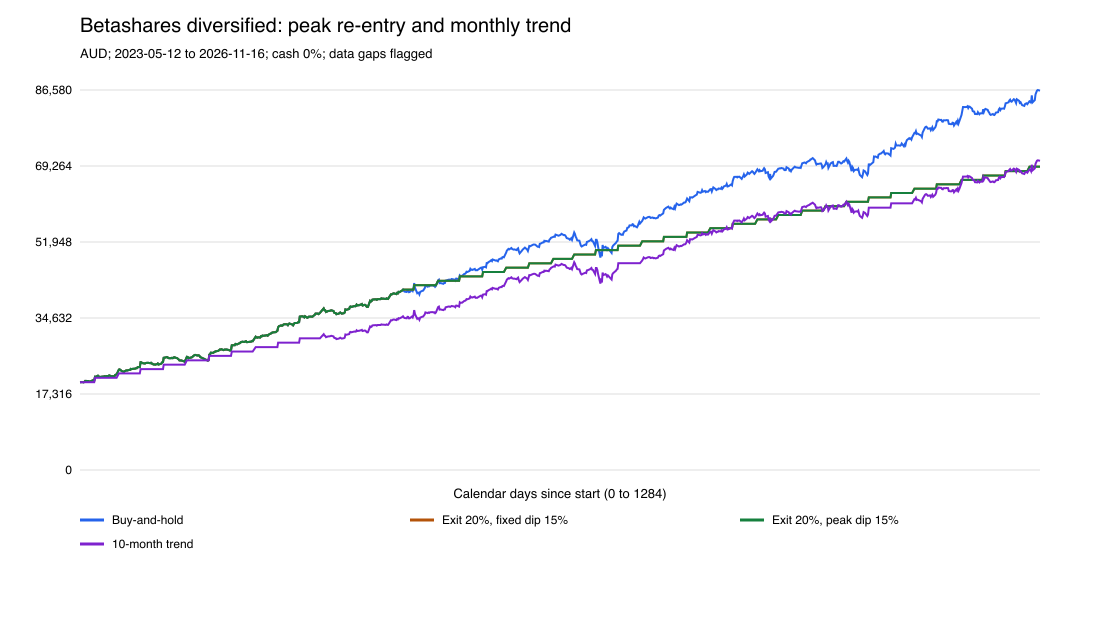 Betashares diversified: peak re-entry and monthly trend
AUD; 2023-05-12 to 2026-11-16; cash 0%; data gaps flagged
86,580
69,264
51,948
34,632
17,316
0
Calendar days since start (0 to 1284)
Buy-and-hold
Exit 20%, fixed dip 15%
Exit 20%, peak dip 15%
10-month trend